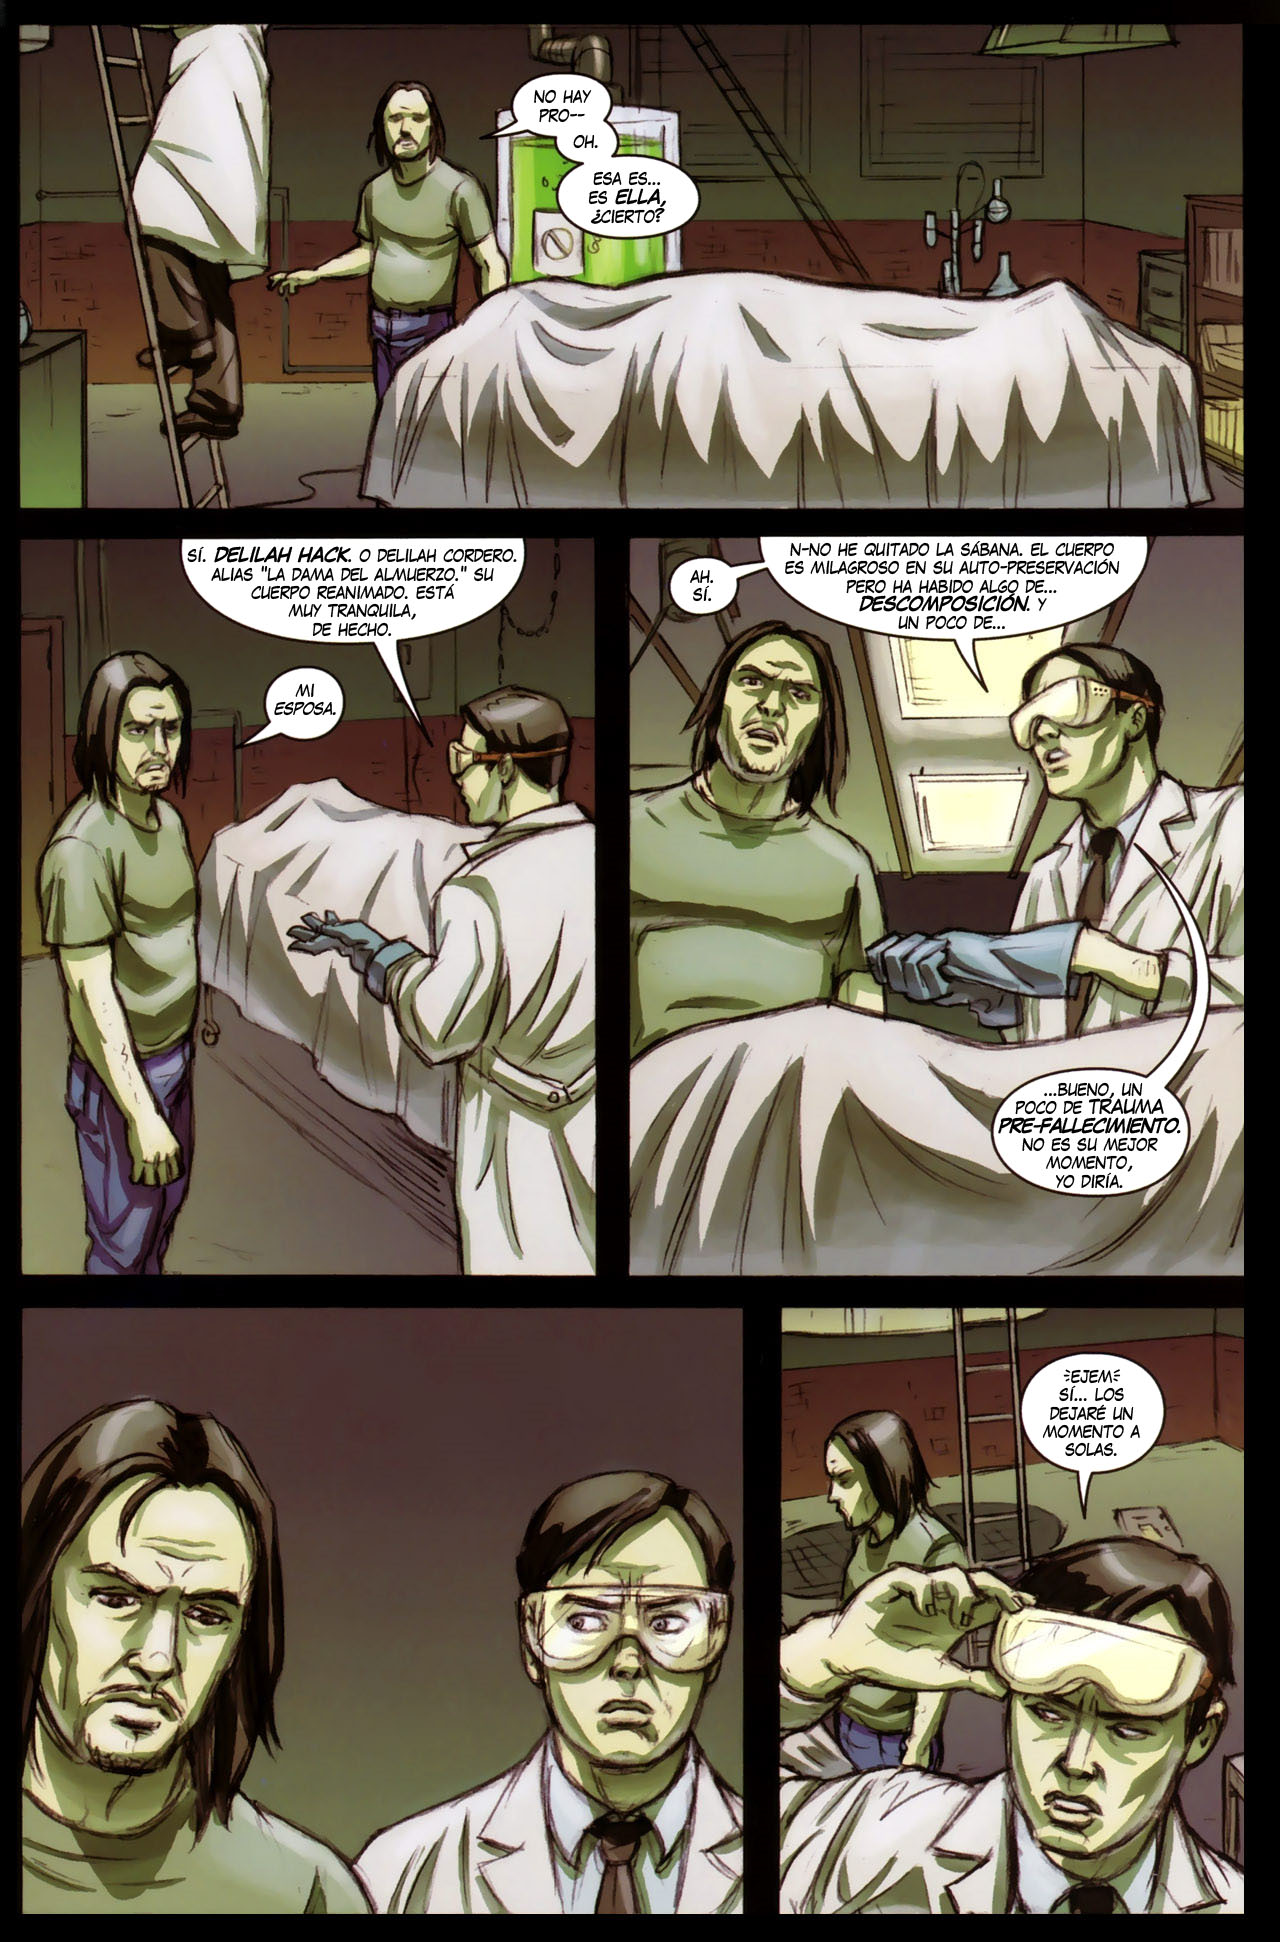 NO HAY
PRO--
OH.
ESA ES...
ES ELLA,
¿CIERTO?
SÍ. DELILAH HACK. O DELILAH CORDERO.
ALIAS "LA DAMA DEL ALMUERZO." SU
CUERPO REANIMADO. ESTÁ
MUY TRANQUILA,
DE HECHO.
MI
ESPOSA.
AH.
SÍ.
N-NO HE QUITADO LA SÁBANA. EL CUERPO
ES MILAGROSO EN SU AUTO-PRESERVACIÓN
PERO HA HABIDO ALGO DE...
DESCOMPOSICIÓN. Y
UN POCO DE...
...BUENO, UN
POCO DE TRAUMA
PRE-FALLECIMIENTO.
NO ES SU MEJOR
MOMENTO,
YO DIRÍA.
EJEM
SÍ... LOS
DEJARÉ UN
MOMENTO A
SOLAS.